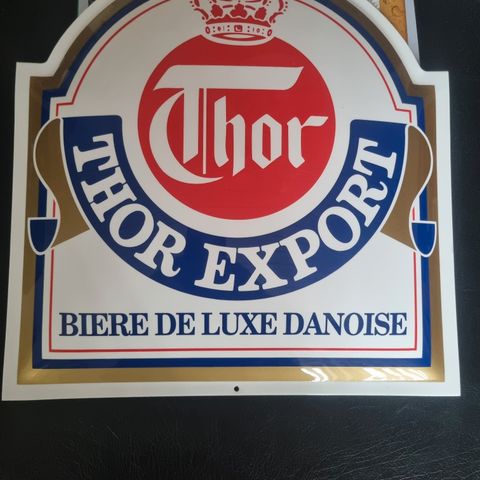 Thor
THOR EXPORT
BIERE DE LUXE DANOISE